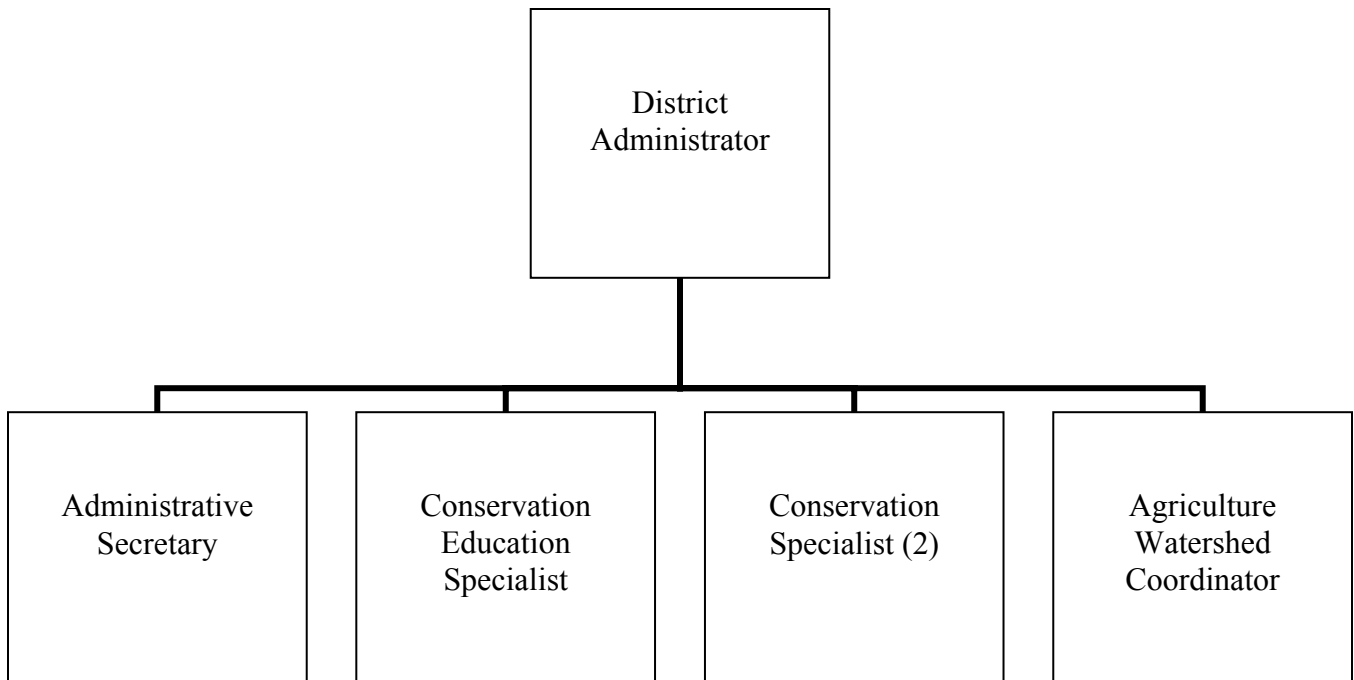 District
Administrator
Administrative
Secretary
Conservation
Education
Specialist
Conservation
Specialist (2)
Agriculture
Watershed
Coordinator